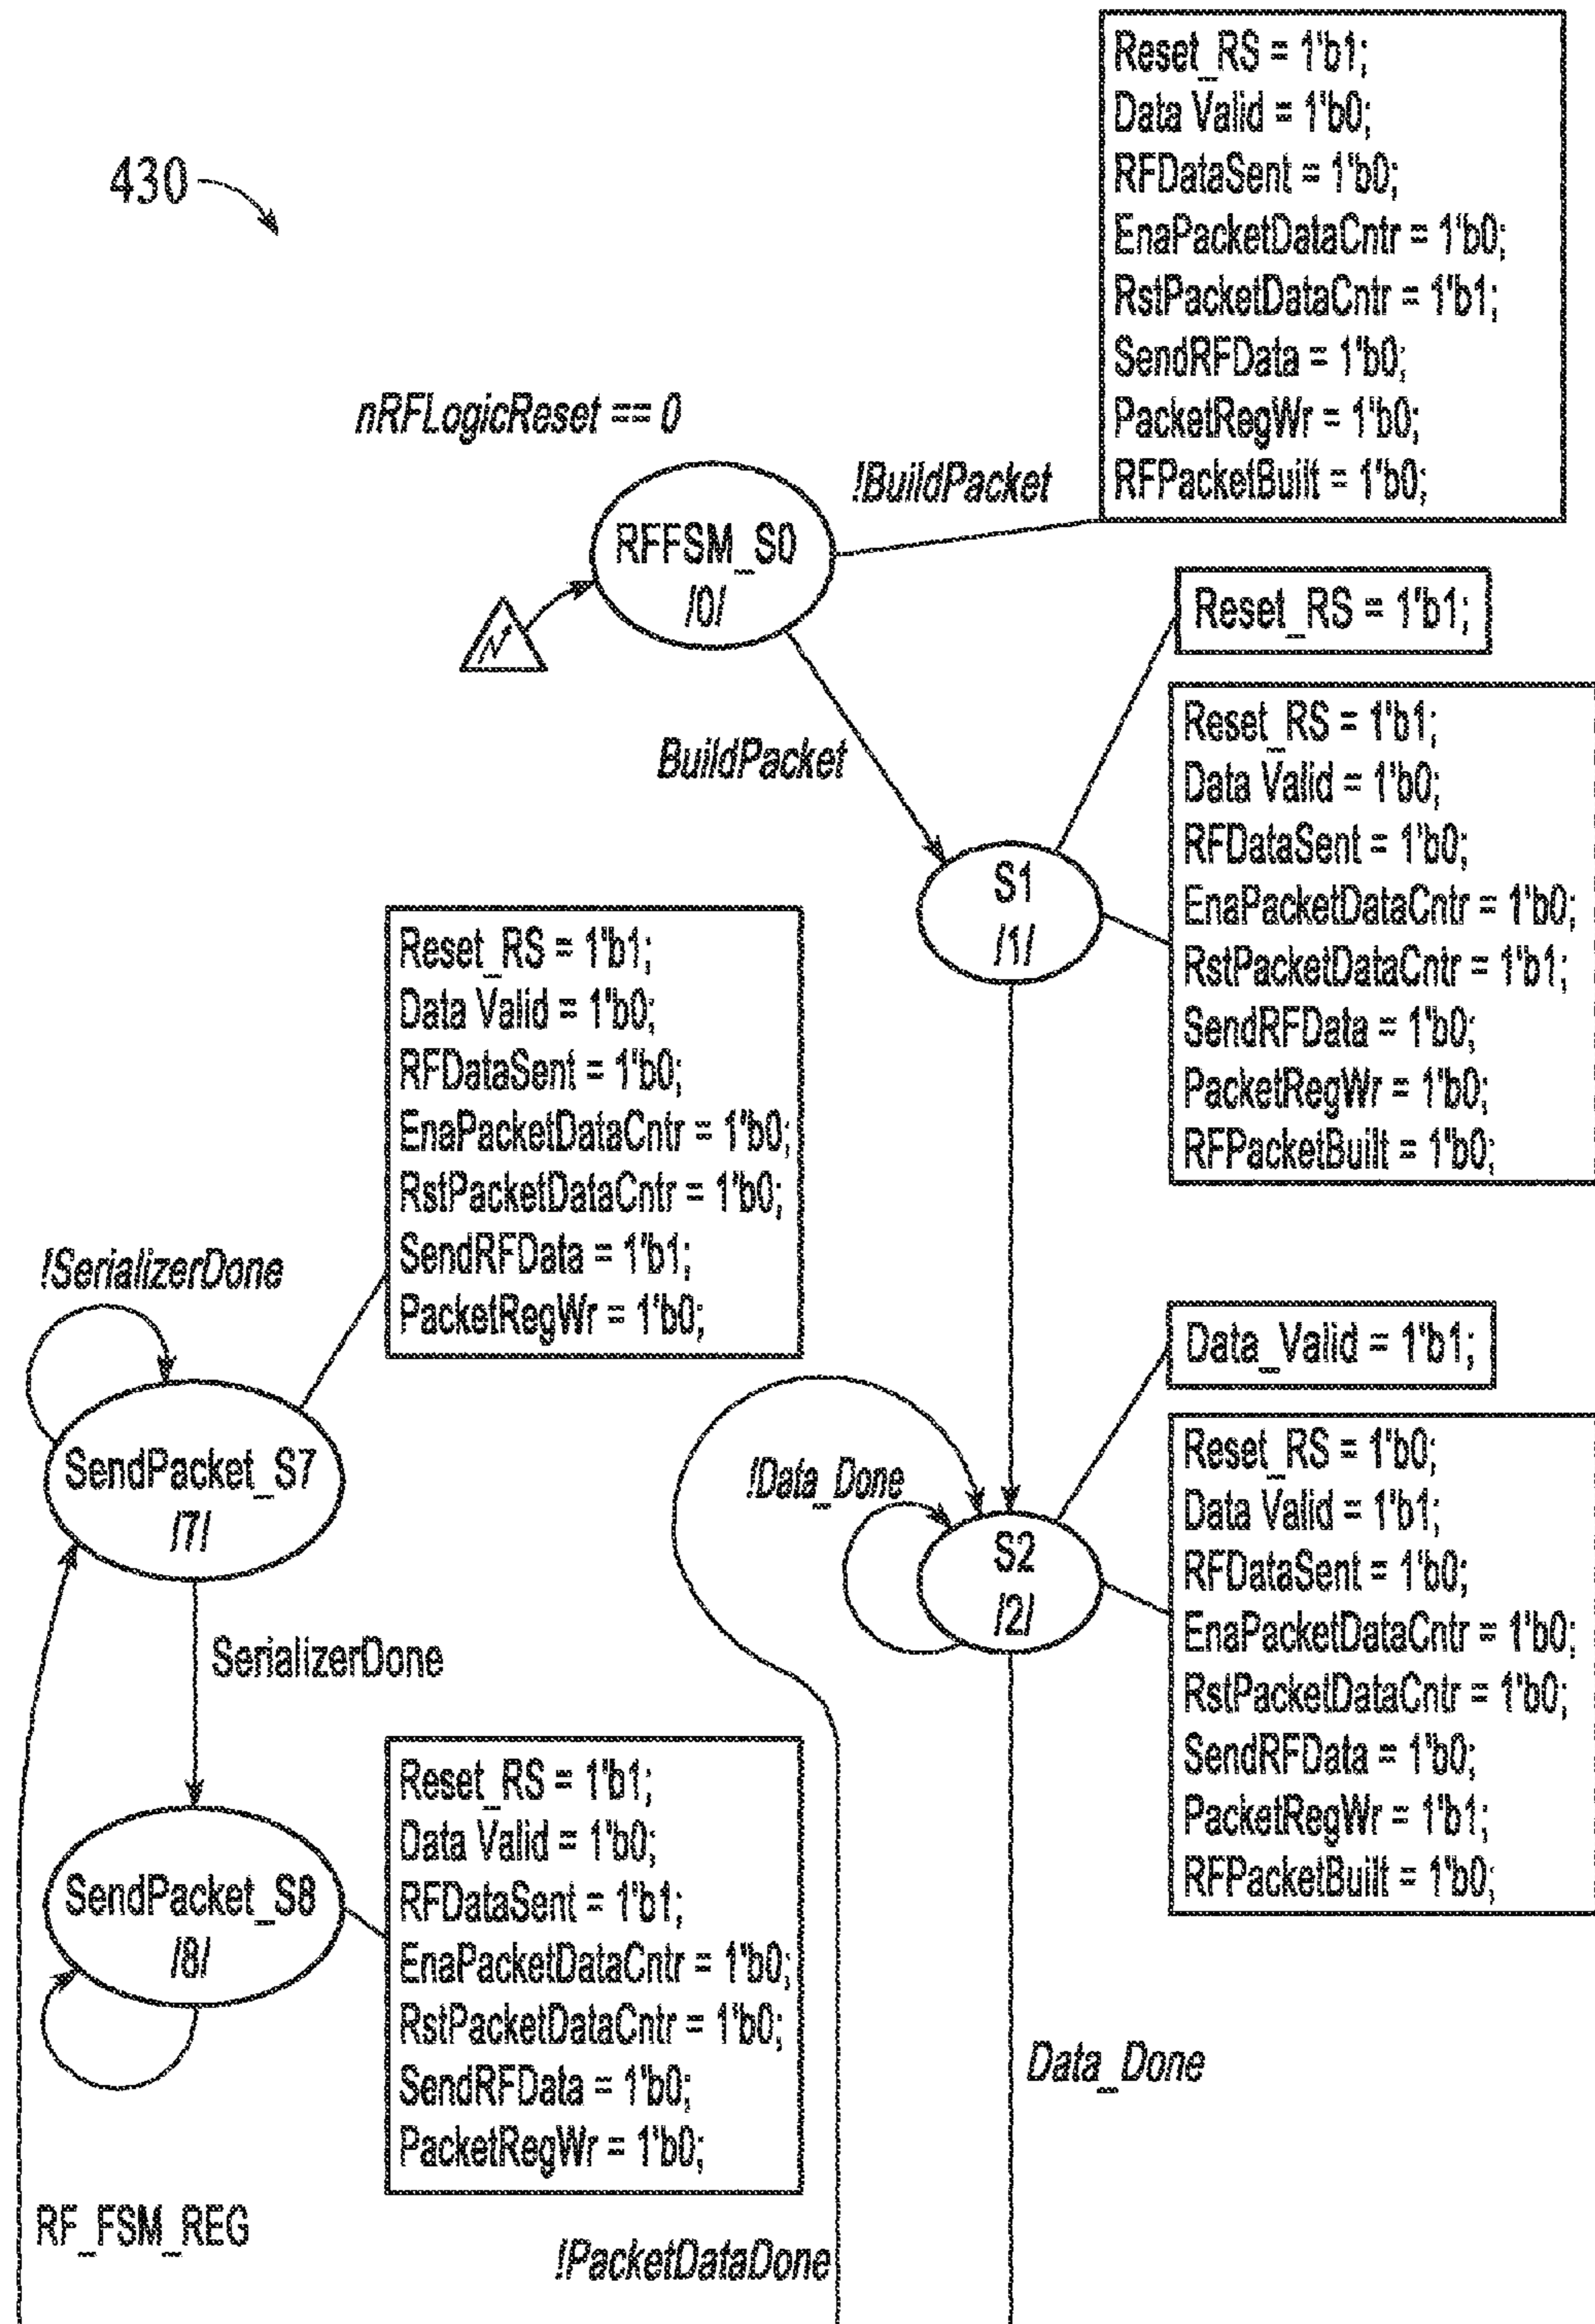 430
Reset_RS = 1'b1;
Data Valid = 1'b0;
RFDataSent = 1'b0;
EnaPacketDataCntr = 1'b0;
RstPacketDataCntr = 1'b1;
SendRFData = 1'b0;
PacketRegWr = 1'b0;
RFPacketBuilt = 1'b0;
nRFLogicReset == 0
!BuildPacket
RFFSM_S0
/0/
BuildPacket
Reset_RS = 1'b1;
Reset_RS = 1'b1;
Data Valid = 1'b0;
RFDataSent = 1'b0;
EnaPacketDataCntr = 1'b0;
RstPacketDataCntr = 1'b1;
SendRFData = 1'b0;
PacketRegWr = 1'b0;
RFPacketBuilt = 1'b0;
S1
/1/
Reset_RS = 1'b1;
Data Valid = 1'b0;
RFDataSent = 1'b0;
EnaPacketDataCntr = 1'b0;
RstPacketDataCntr = 1'b0;
SendRFData = 1'b1;
PacketRegWr = 1'b0;
!SerializerDone
SendPacket_S7
/7/
SerializerDone
Data_Valid = 1'b1;
!Data_Done
S2
/2/
Reset_RS = 1'b0;
Data Valid = 1'b1;
RFDataSent = 1'b0;
EnaPacketDataCntr = 1'b0;
RstPacketDataCntr = 1'b0;
SendRFData = 1'b0;
PacketRegWr = 1'b1;
RFPacketBuilt = 1'b0;
Reset_RS = 1'b1;
Data Valid = 1'b0;
RFDataSent = 1'b1;
EnaPacketDataCntr = 1'b0;
RstPacketDataCntr = 1'b0;
SendRFData = 1'b0;
PacketRegWr = 1'b0;
SendPacket_S8
/8/
Data_Done
RF_FSM_REG
!PacketDataDone